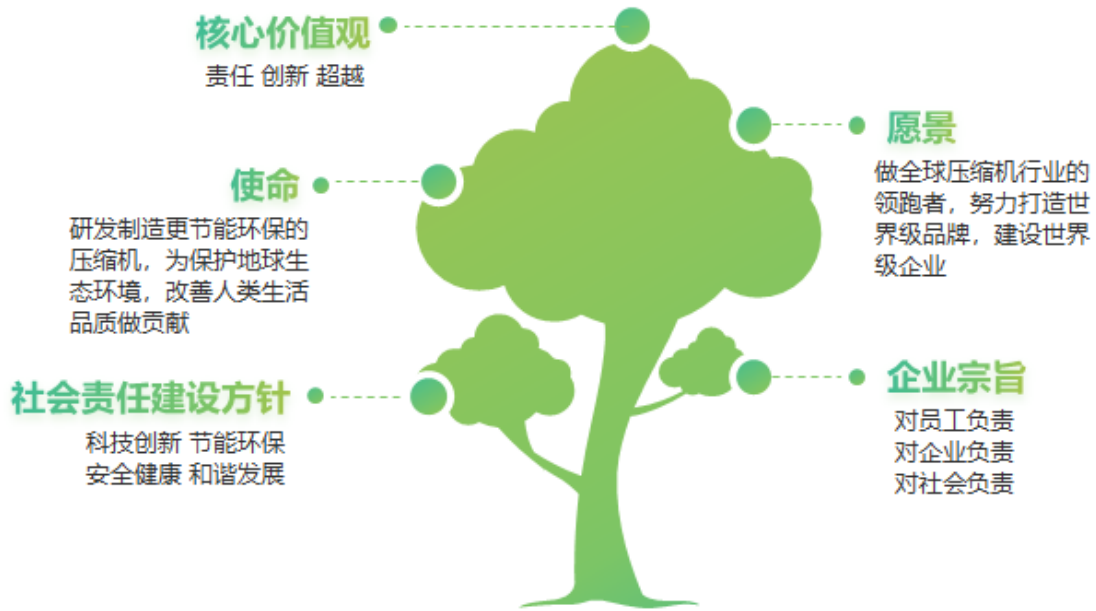 核心价值观
责任 创新 超越
愿景
做全球压缩机行业的
领跑者，努力打造世
界级品牌，建设世界
级企业
使命
研发制造更节能环保的
压缩机，为保护地球生
态环境，改善人类生活
品质做贡献
社会责任建设方针
科技创新 节能环保
安全健康 和谐发展
企业宗旨
对员工负责
对企业负责
对社会负责